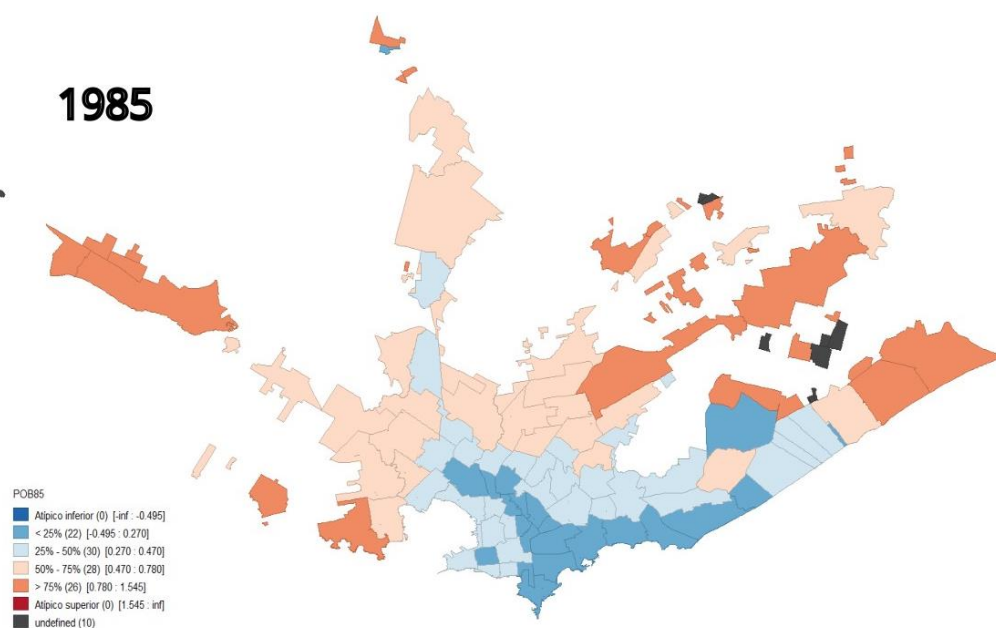 1985
POB85
Atípico inferior (0) [-inf : -0.495]
< 25% (22) [-0.495 : 0.270]
25% - 50% (30) [0.270 : 0.470]
50% - 75% (28) [0.470 : 0.780]
> 75% (26) [0.780 : 1.545]
Atípico superior (0) [1.545 : inf]
undefined (10)